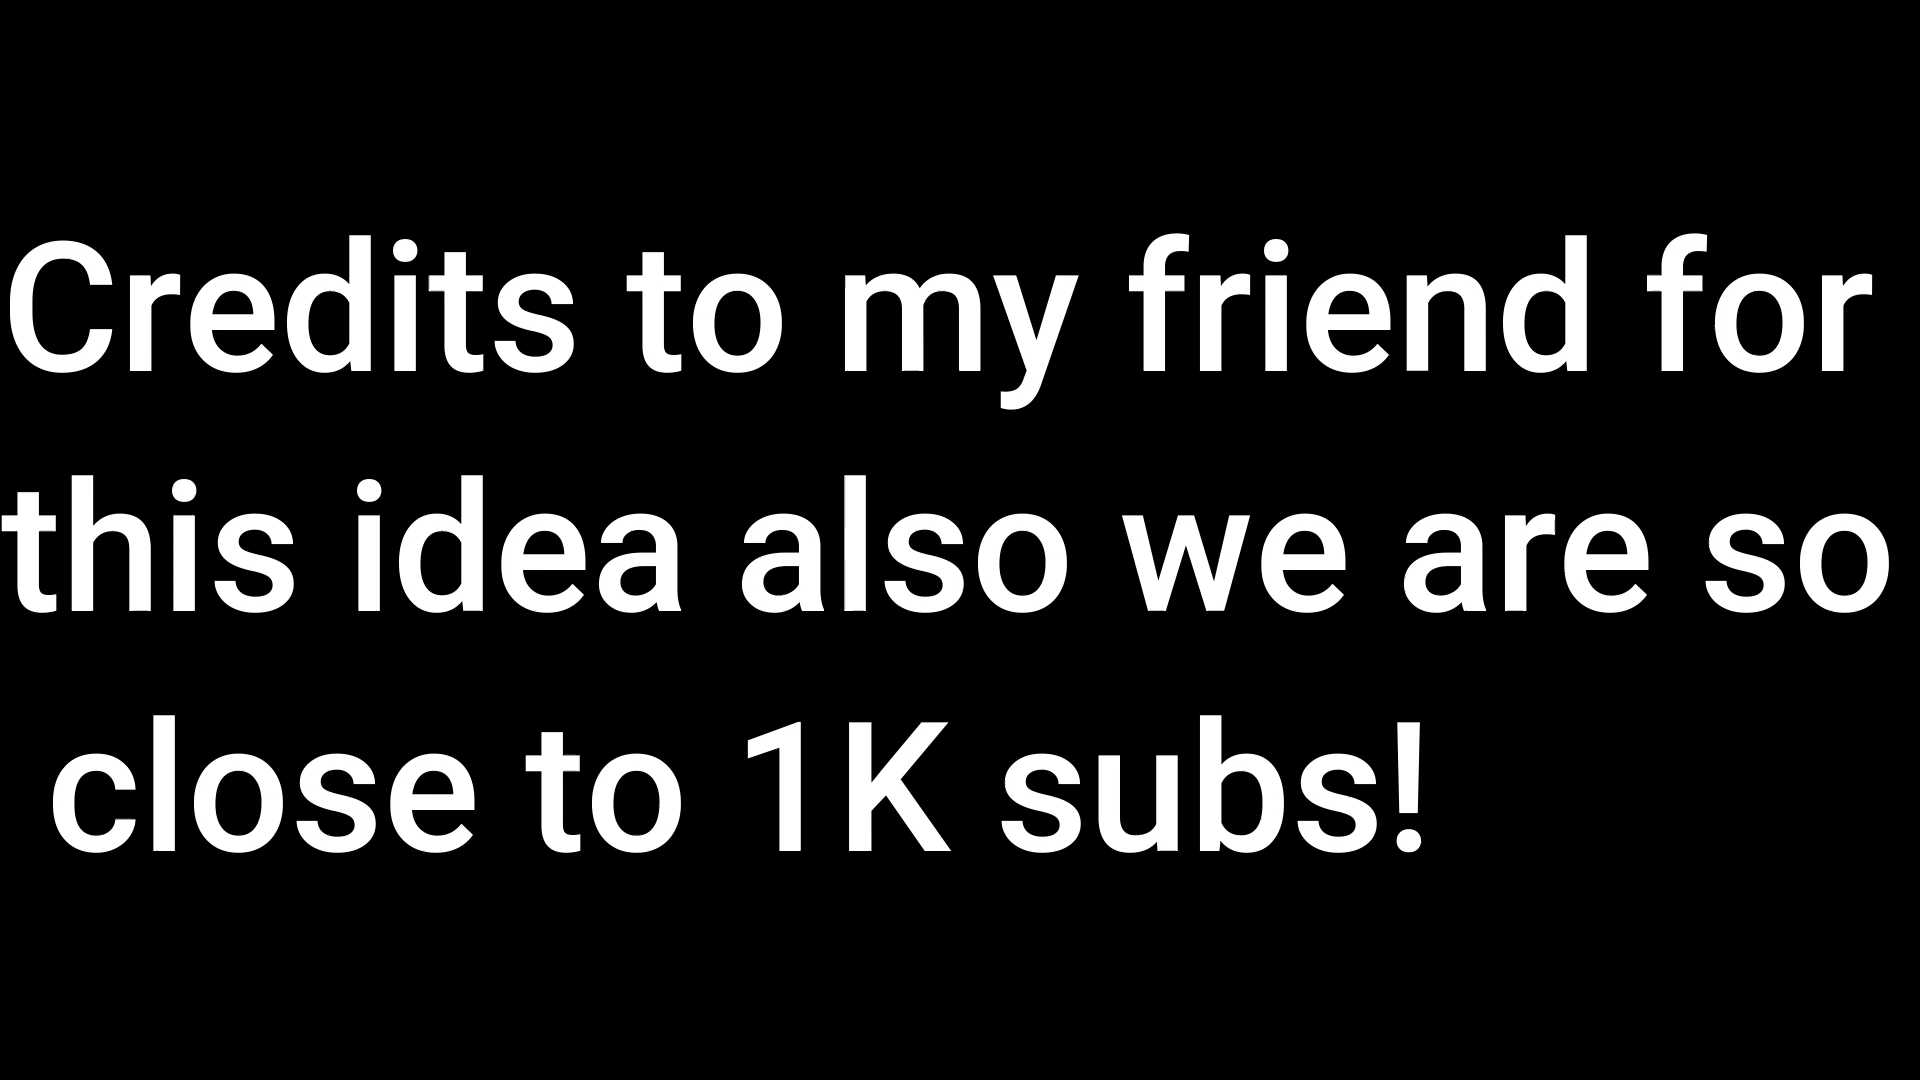 Credits to my friend for
this idea also we are so
close to 1K subs!